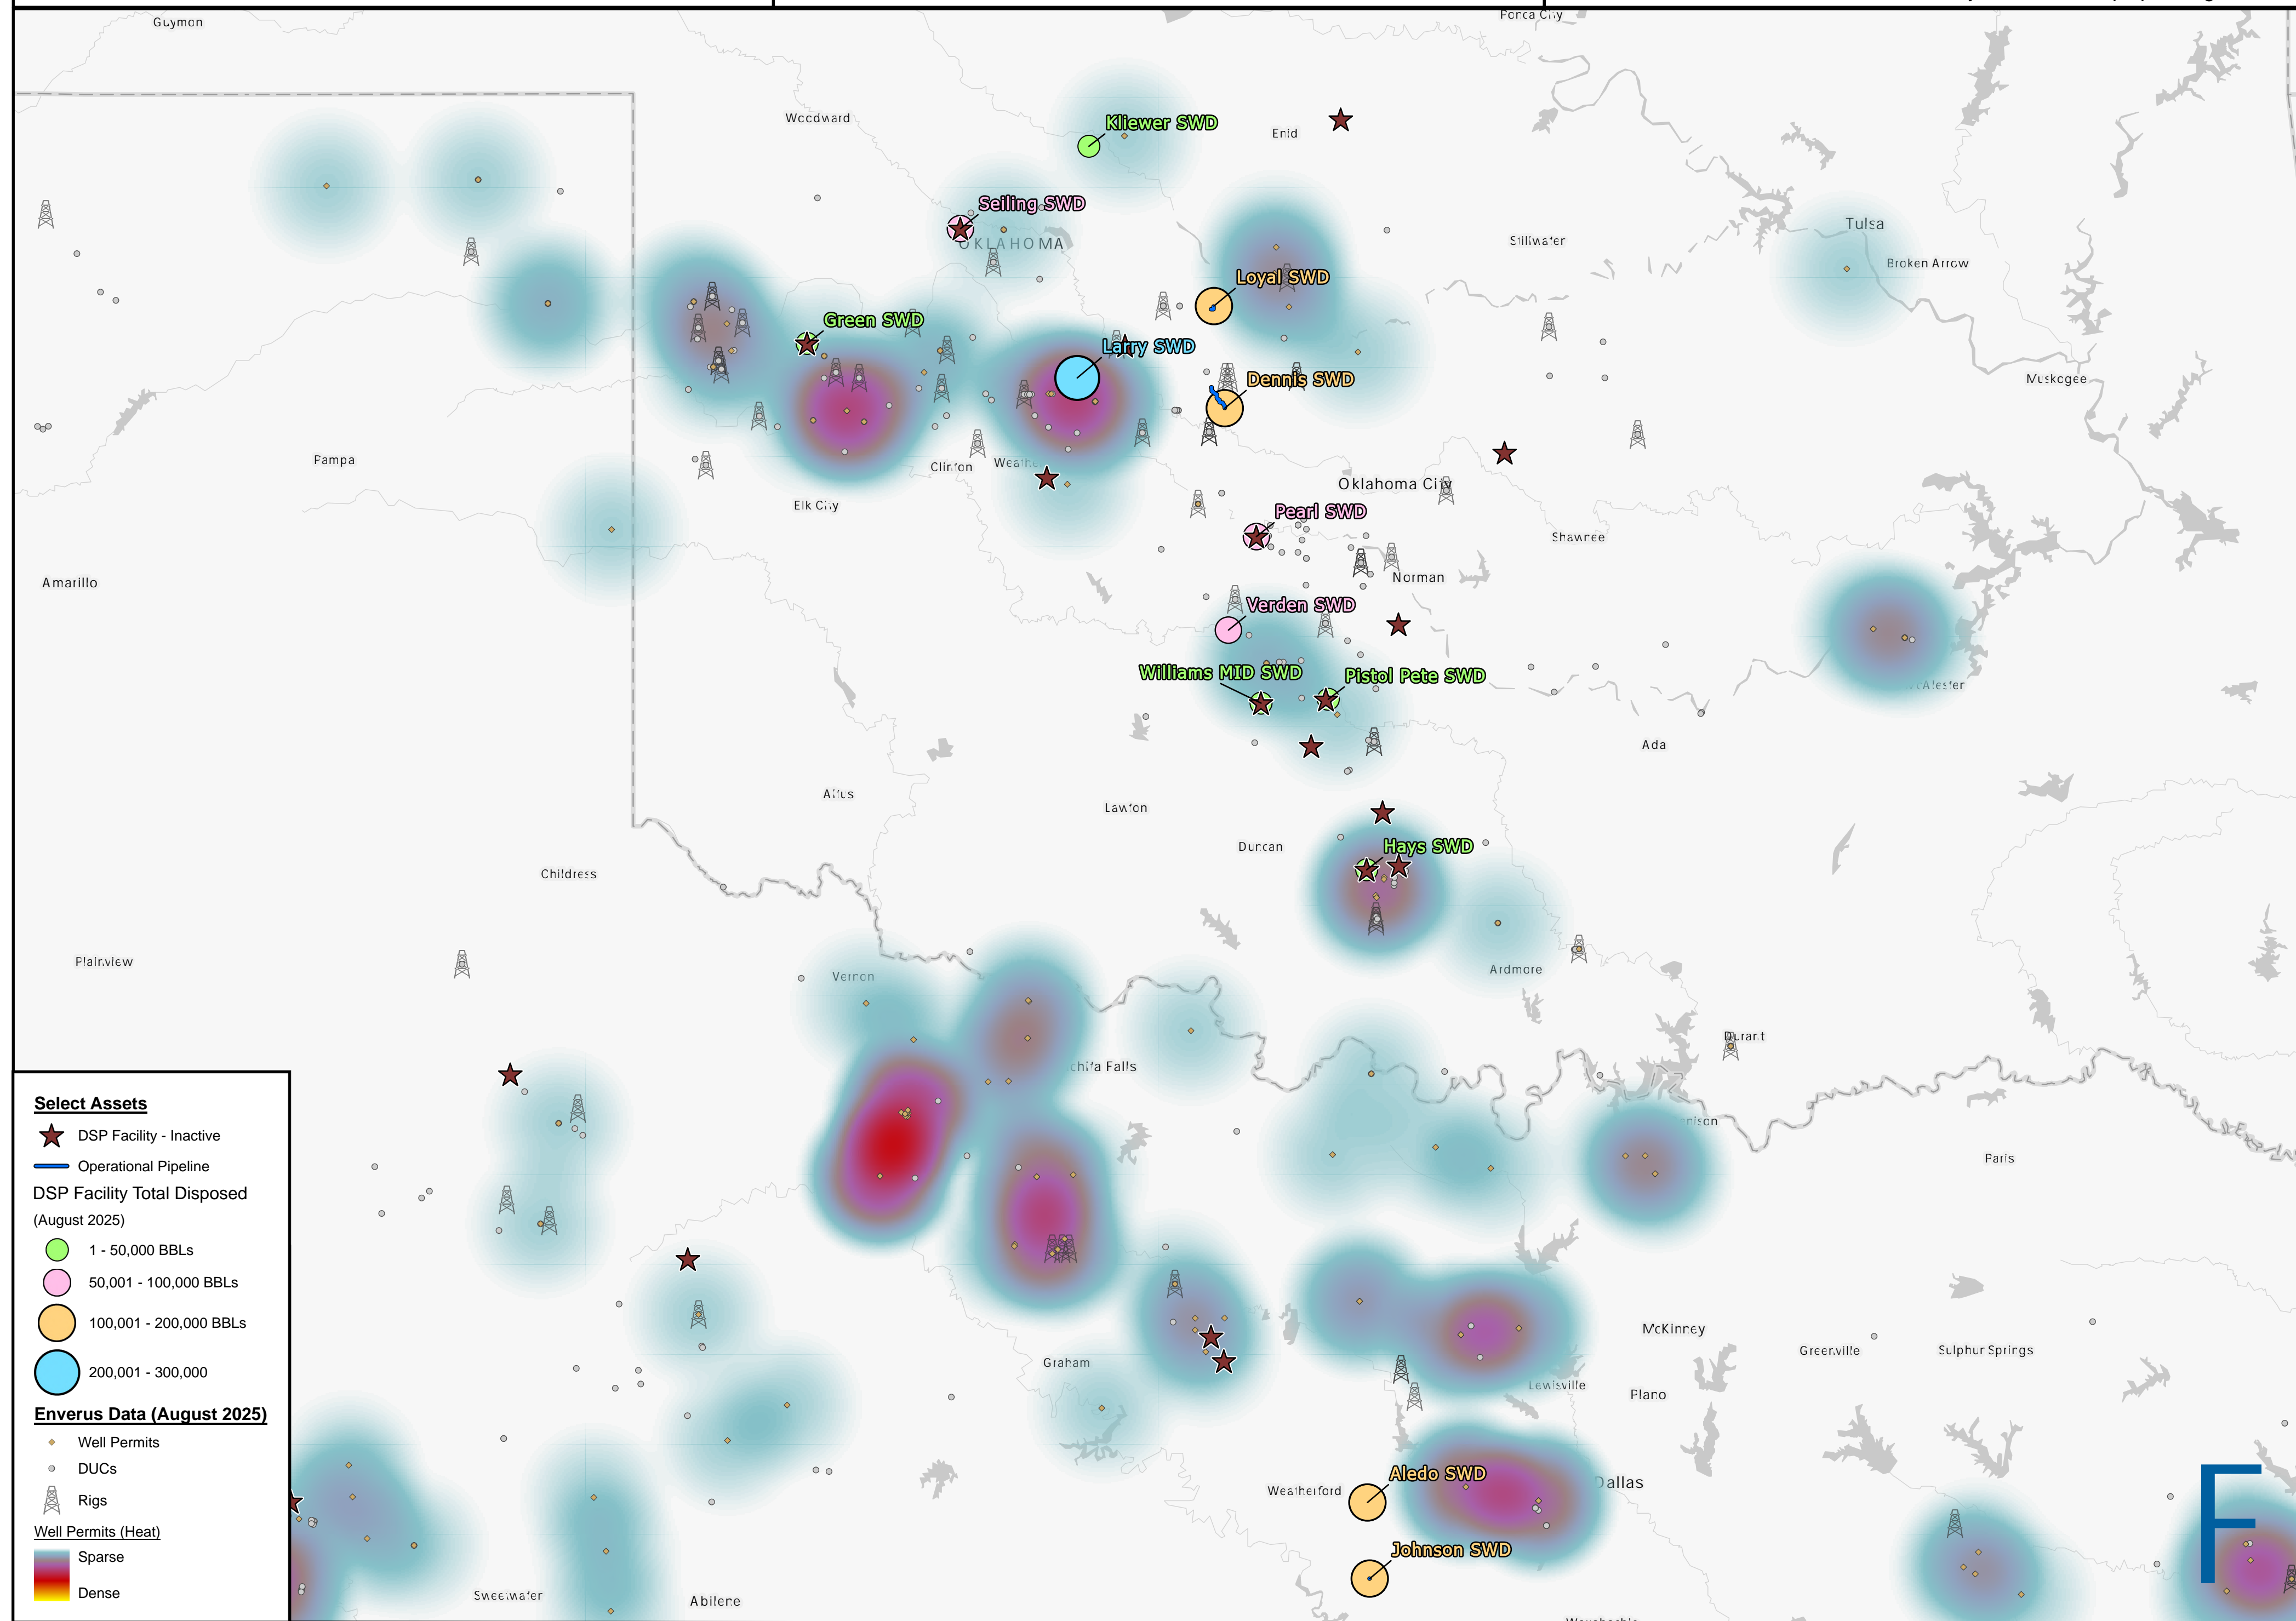 Guymon
Ponca City
Woodward
Kliewer SWD
Enid
Seiling SWD
OKLAHOMA
Tulsa
Stillwater
Broken Arrow
Loyal SWD
Green SWD
Larry SWD
Dennis SWD
Muskogee
Pampa
Clinton
Weathe
Oklahoma City
Elk City
Pearl SWD
Shawnee
Amarillo
Norman
Verden SWD
Williams MID SWD
Pistol Pete SWD
Ada
Altus
Lawton
Duncan
Hays SWD
Childress
Plainview
Vernon
Ardmore
Durant
chita Falls
nison
Paris
McKinney
Greenville
Sulphur Springs
Graham
Lewisville
Plano
Aledo SWD
Dallas
Weatherford
Johnson SWD
Sweetwater
Abilene
Select Assets
DSP Facility - Inactive
Operational Pipeline
DSP Facility Total Disposed
(August 2025)
1 - 50,000 BBLs
50,001 - 100,000 BBLs
100,001 - 200,000 BBLs
200,001 - 300,000
Enverus Data (August 2025)
Well Permits
DUCs
Rigs
Well Permits (Heat)
Sparse
Dense
F